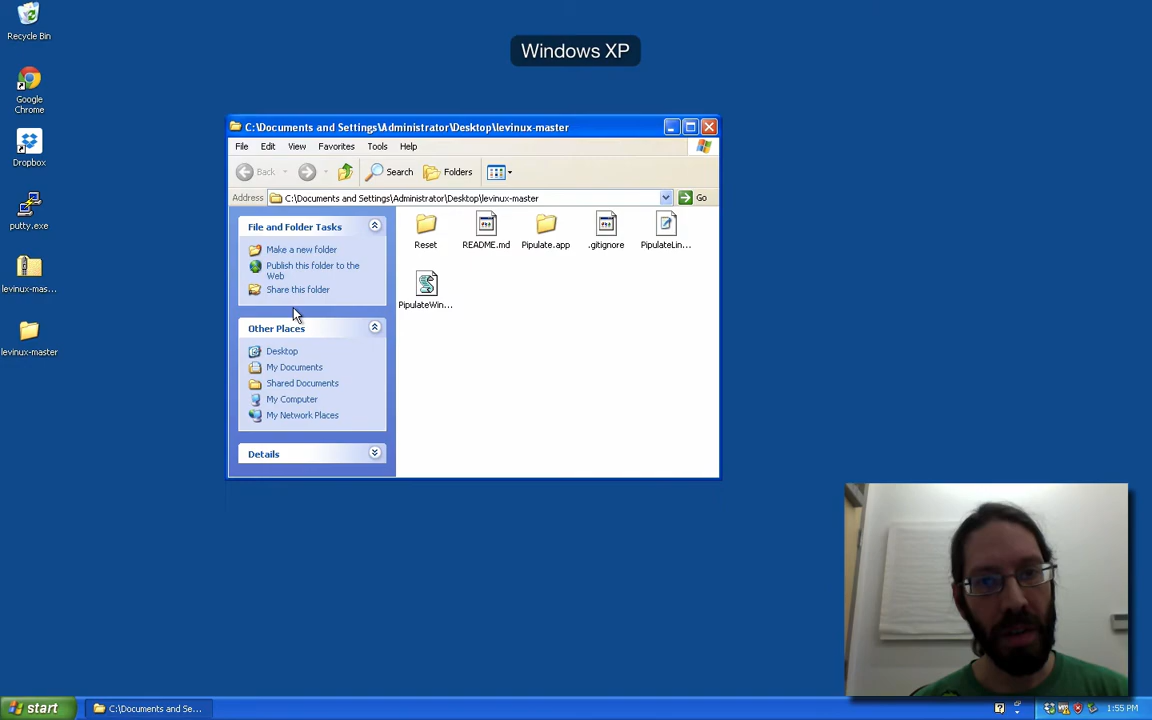 Recycle Bin
Google
Chrome
Dropbox
putty.exe
levinux-mas...
levinux-master
Windows XP
C:\Documents and Settings\Administrator\Desktop\levinux-master
File Edit View Favorites Tools Help
Back Search Folders
Address C:\Documents and Settings\Administrator\Desktop\levinux-master Go
File and Folder Tasks
Make a new folder
Publish this folder to the
Web
Share this folder
Other Places
Desktop
My Documents
Shared Documents
My Computer
My Network Places
Details
Reset README.md Pipulate.app .gitignore PipulateLin...
PipulateWin...
start C:\Documents and Se... 1:55 PM